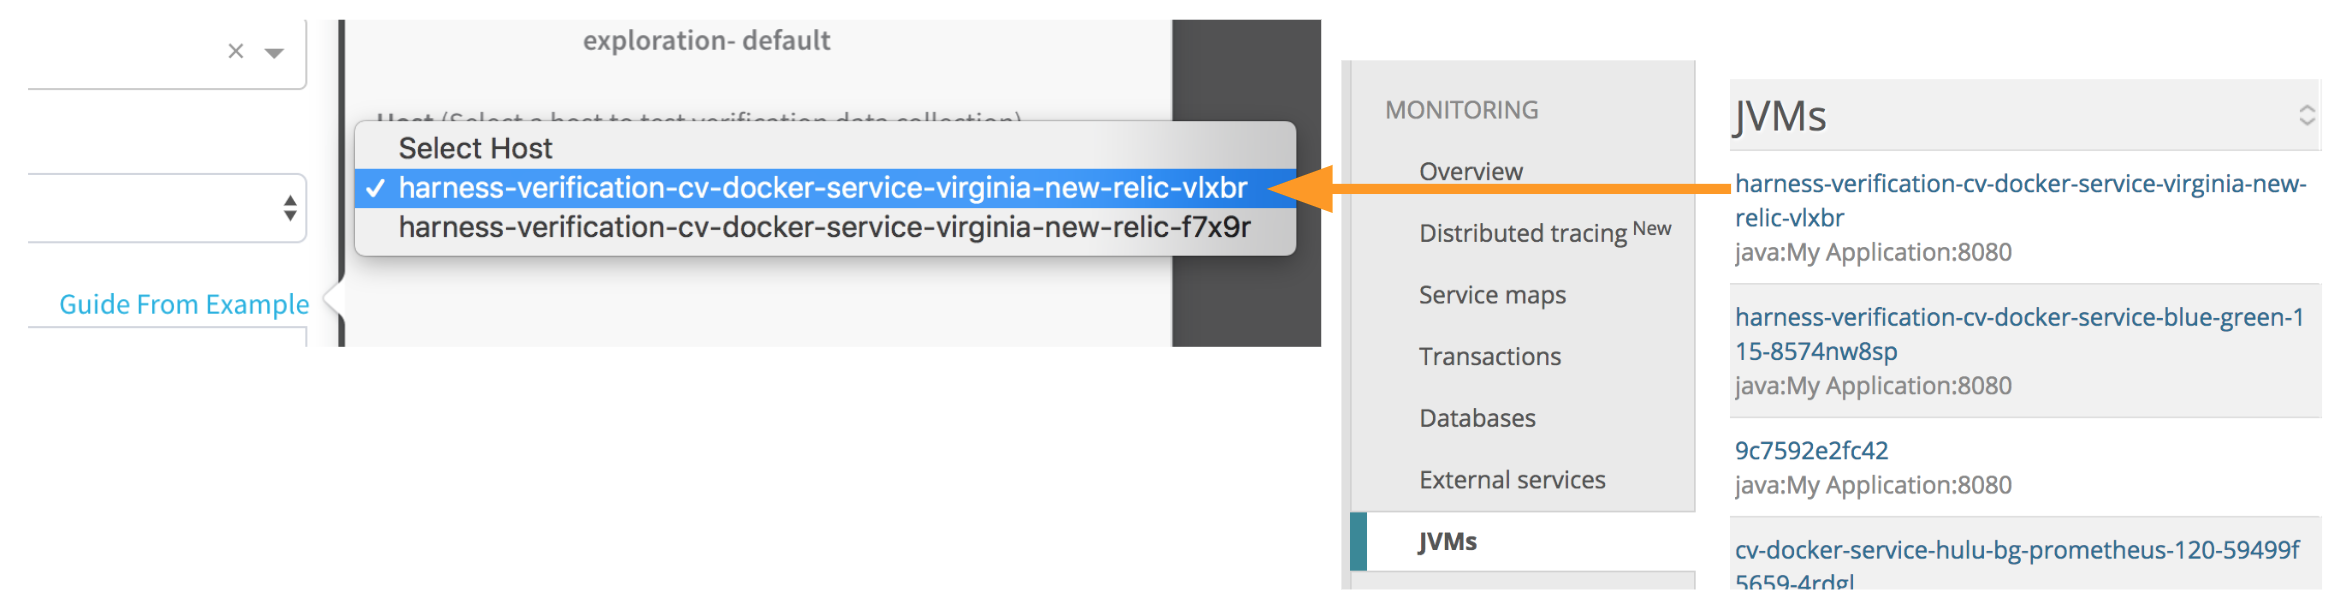 exploration- default
Host (Select a host to test verification data collection)
Select Host
✓ harness-verification-cv-docker-service-virginia-new-relic-vlxbr
harness-verification-cv-docker-service-virginia-new-relic-f7x9r
Guide From Example
MONITORING
Overview
Distributed tracing New
Service maps
Transactions
Databases
External services
JVMs
JVMs
harness-verification-cv-docker-service-virginia-new-
relic-vlxbr
java:My Application:8080
harness-verification-cv-docker-service-blue-green-1
15-8574nw8sp
java:My Application:8080
9c7592e2fc42
java:My Application:8080
cv-docker-service-hulu-bg-prometheus-120-59499f
5659-4rdgl